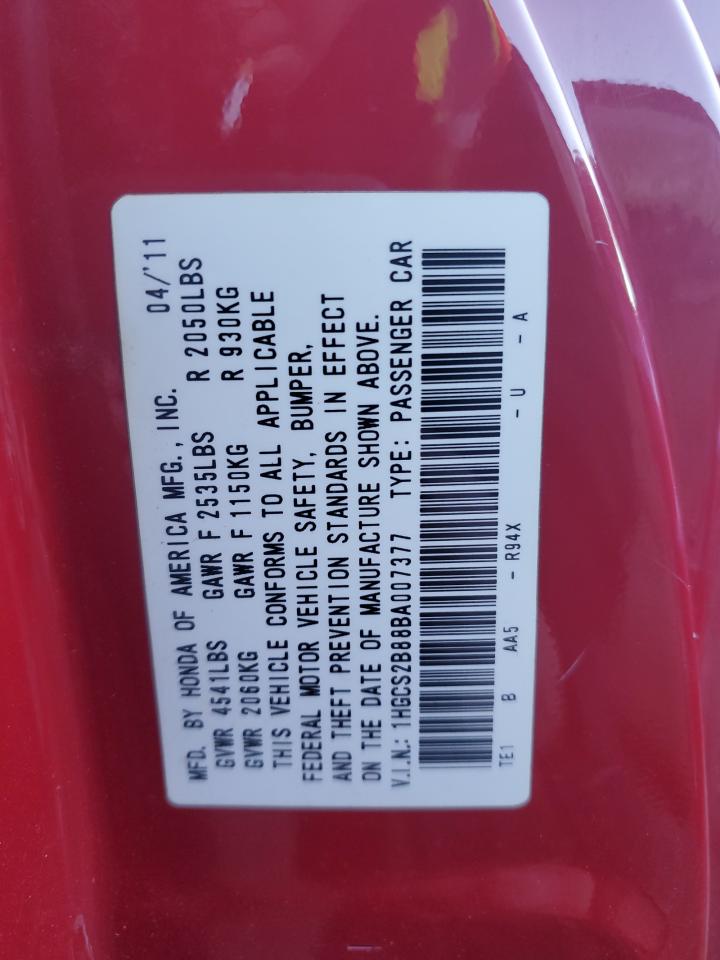 MFD. BY HONDA OF AMERICA MFG., INC. 04/'11
GVWR 4541LBS GAWR F 2535LBS R 2050LBS
GVWR 2060KG GAWR F 1150KG R 930KG
THIS VEHICLE CONFORMS TO ALL APPLICABLE
FEDERAL MOTOR VEHICLE SAFETY, BUMPER,
AND THEFT PREVENTION STANDARDS IN EFFECT
ON THE DATE OF MANUFACTURE SHOWN ABOVE.
V.I.N.: 1HGCS2B88BA007377 TYPE: PASSENGER CAR
TE1 B AA5 - R94X - U - A